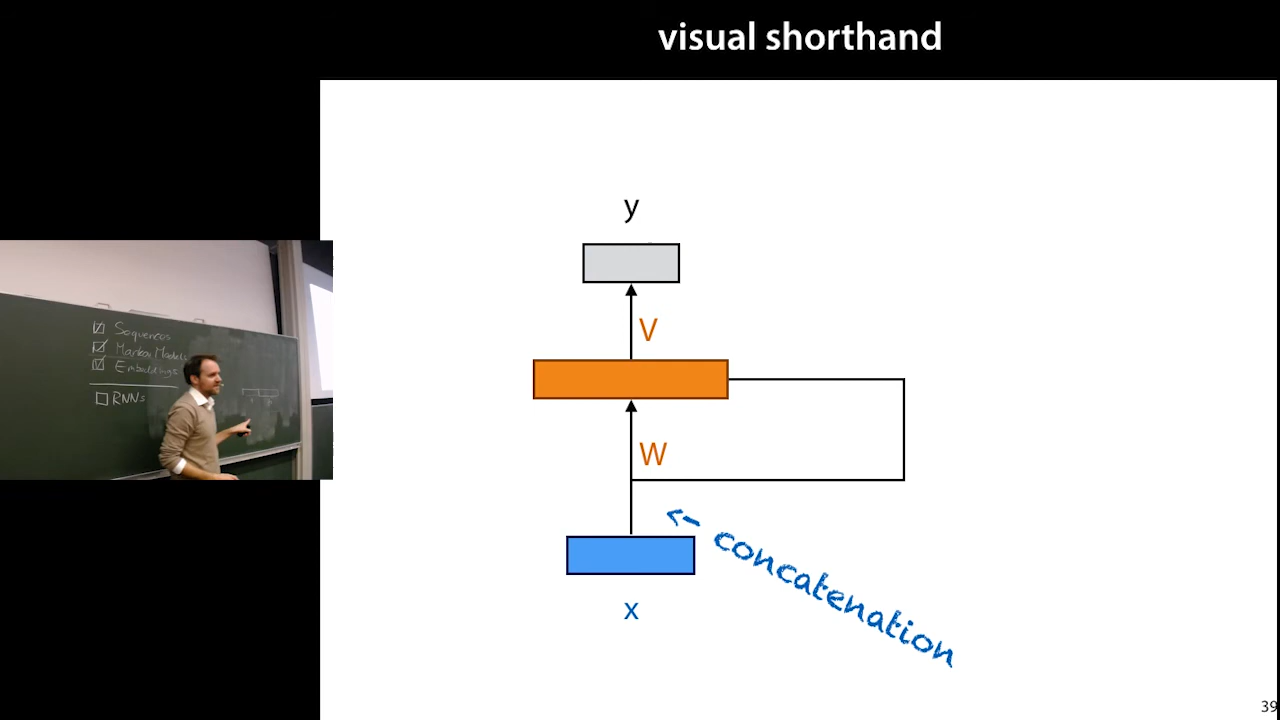 visual shorthand
y
V
W
← concatenation
x
Sequences
Markov Models
Embeddings
RNNs
39